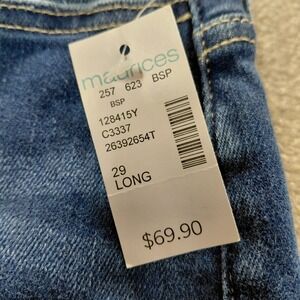 maurices
257 623 BSP
BSP
128415Y
C3337
26392654T
29
LONG
$69.90